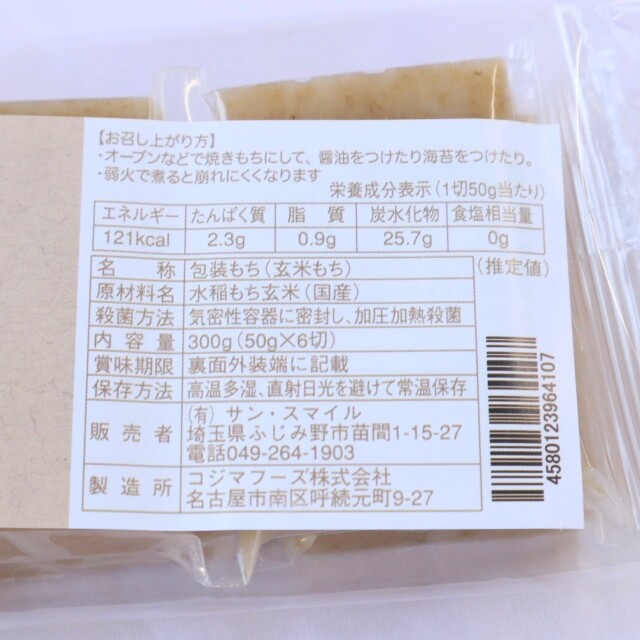 【お召し上がり方】
・オーブンなどで焼きもちにして、醤油をつけたり海苔をつけたり。
・弱火で煮ると崩れにくくなります
栄養成分表示(1切50g当たり)
エネルギー たんぱく質 脂質 炭水化物 食塩相当量
121kcal 2.3g 0.9g 25.7g 0g
(推定値)
名称 包装もち(玄米もち)
原材料名 水稲もち玄米(国産)
殺菌方法 気密性容器に密封し、加圧加熱殺菌
内容量 300g(50g×6切)
賞味期限 裏面外装端に記載
保存方法 高温多湿、直射日光を避けて常温保存
販売者 (有) サン・スマイル
埼玉県ふじみ野市苗間1-15-27
電話049-264-1903
製造所 コジマフーズ株式会社
名古屋市南区呼続元町9-27
4580123964107